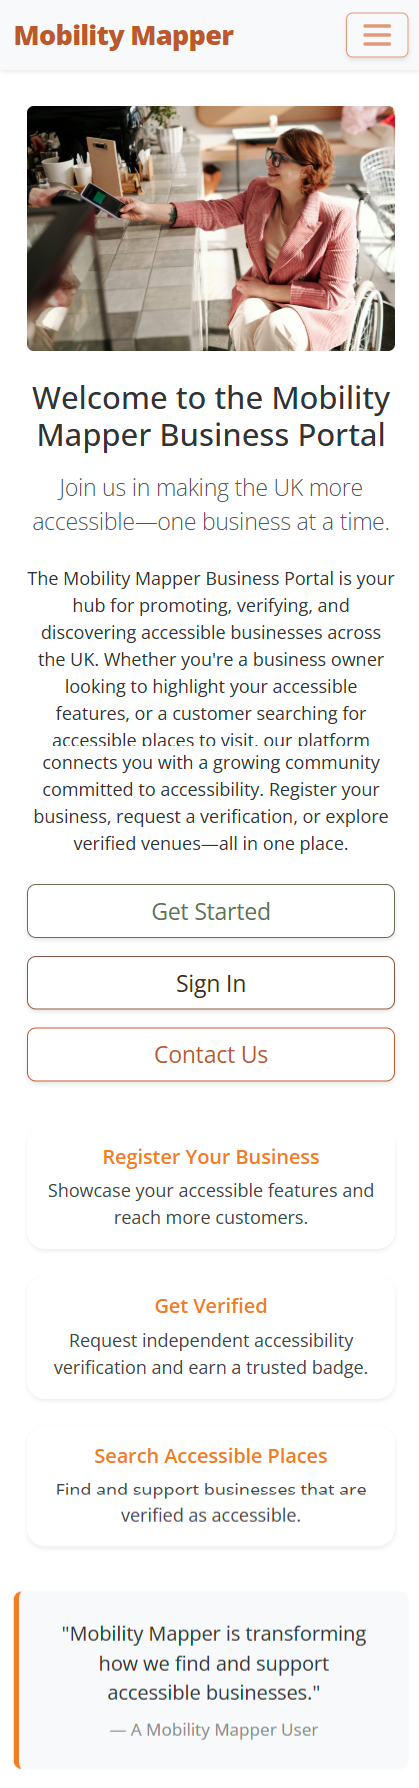 Mobility Mapper
Welcome to the Mobility
Mapper Business Portal
Join us in making the UK more
accessible—one business at a time.
The Mobility Mapper Business Portal is your
hub for promoting, verifying, and
discovering accessible businesses across
the UK. Whether you're a business owner
looking to highlight your accessible
features, or a customer searching for
accessible places to visit, our platform
connects you with a growing community
committed to accessibility. Register your
business, request a verification, or explore
verified venues—all in one place.
Get Started
Sign In
Contact Us
Register Your Business
Showcase your accessible features and
reach more customers.
Get Verified
Request independent accessibility
verification and earn a trusted badge.
Search Accessible Places
Find and support businesses that are
verified as accessible.
"Mobility Mapper is transforming
how we find and support
accessible businesses."
— A Mobility Mapper User